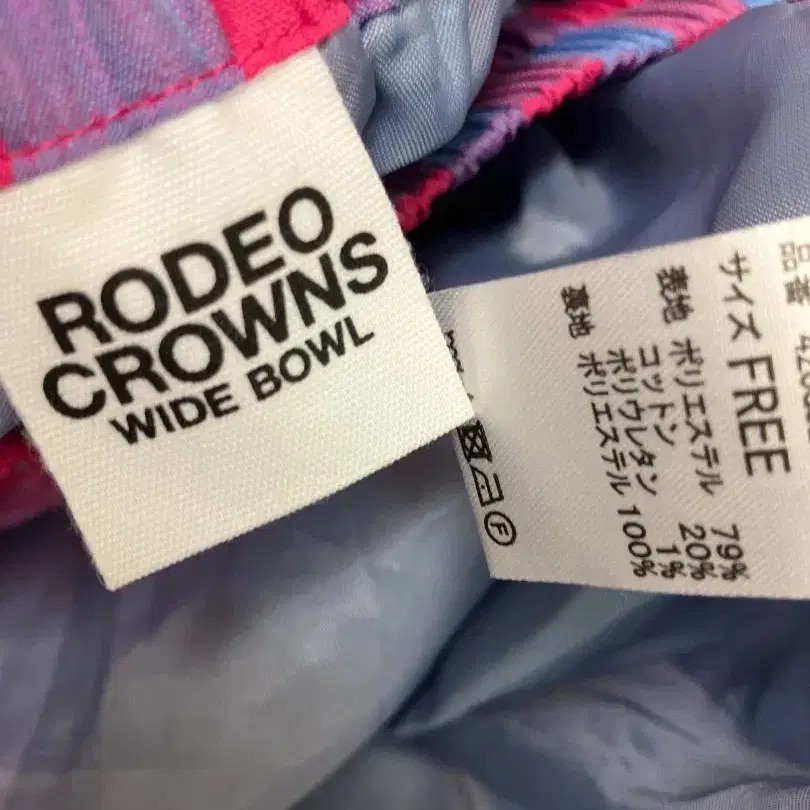 RODEO
CROWNS
WIDE BOWL
品番
サイズ FREE
表地 ポリエステル 79%
コットン 20%
ポリウレタン 1%
裏地 ポリエステル 100%
F